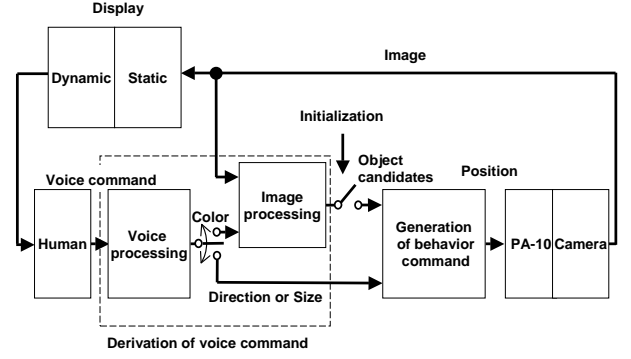 Display
Dynamic
Static
Image
Initialization
Object
candidates
Position
Voice command
Human
Voice
processing
Color
Image
processing
Generation
of behavior
command
PA-10
Camera
Direction or Size
Derivation of voice command